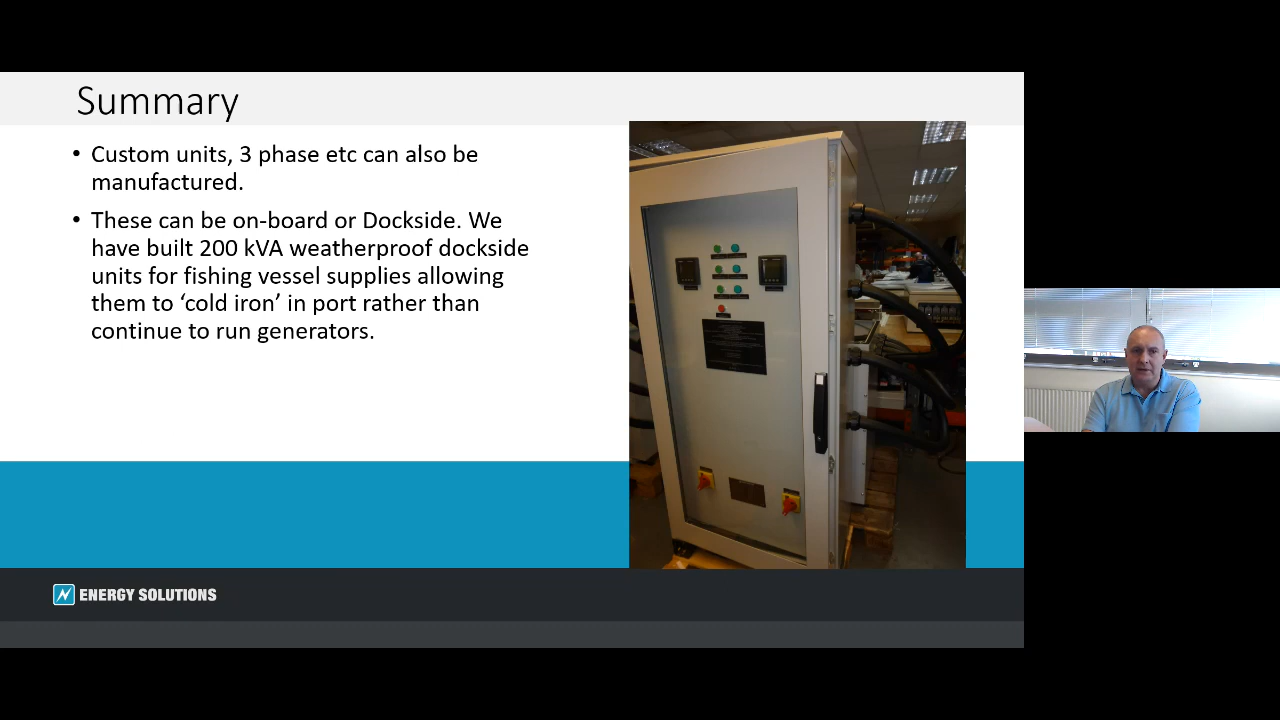 Summary
• Custom units, 3 phase etc can also be
manufactured.
• These can be on-board or Dockside. We
have built 200 kVA weatherproof dockside
units for fishing vessel supplies allowing
them to ‘cold iron’ in port rather than
continue to run generators.
ENERGY SOLUTIONS